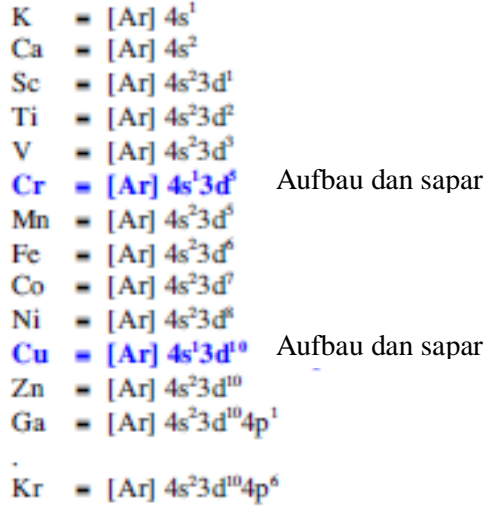 K = [Ar] 4s¹
Ca = [Ar] 4s²
Sc = [Ar] 4s²3d¹
Ti = [Ar] 4s²3d²
V = [Ar] 4s²3d³
Cr = [Ar] 4s¹3d⁵ Aufbau dan sapar
Mn = [Ar] 4s²3d⁵
Fe = [Ar] 4s²3d⁶
Co = [Ar] 4s²3d⁷
Ni = [Ar] 4s²3d⁸
Cu = [Ar] 4s¹3d¹⁰ Aufbau dan sapar
Zn = [Ar] 4s²3d¹⁰
Ga = [Ar] 4s²3d¹⁰4p¹
.
Kr = [Ar] 4s²3d¹⁰4p⁶